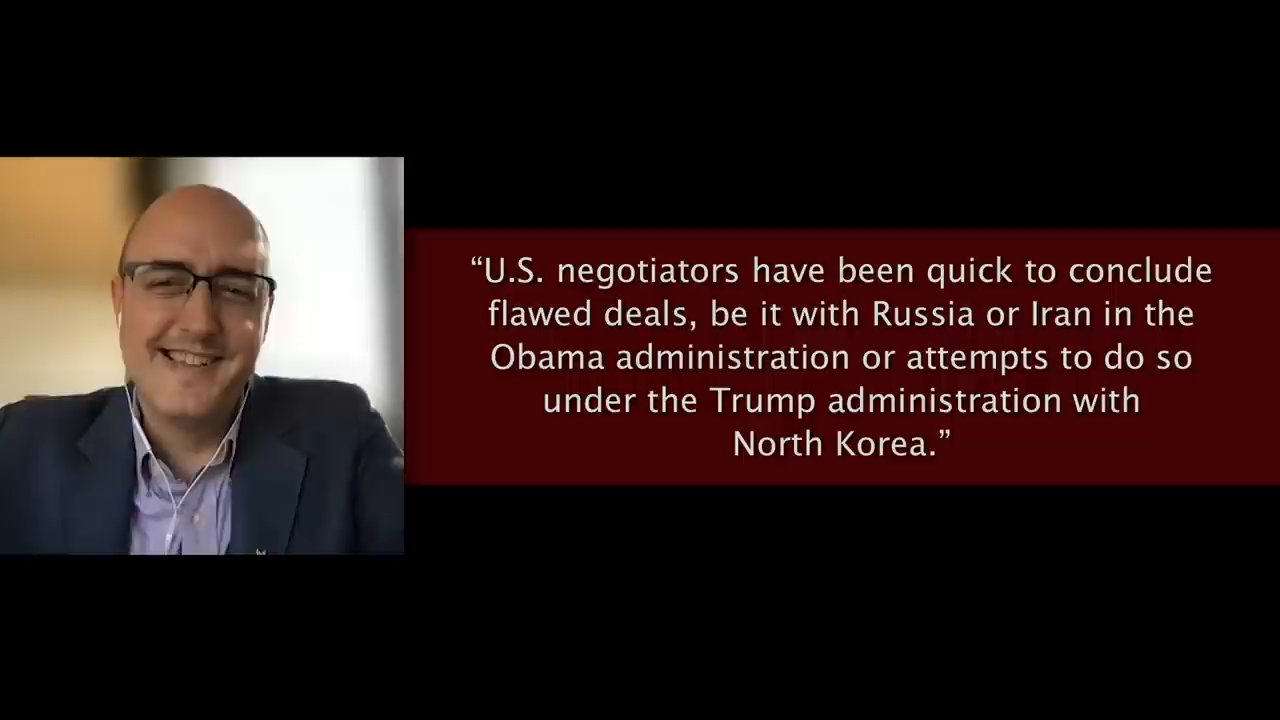 “U.S. negotiators have been quick to conclude
flawed deals, be it with Russia or Iran in the
Obama administration or attempts to do so
under the Trump administration with
North Korea.”